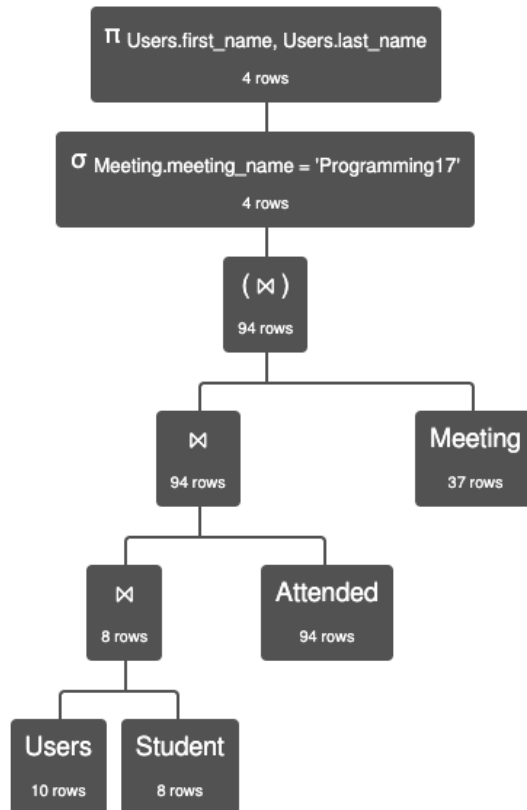 π Users.first_name, Users.last_name
4 rows
σ Meeting.meeting_name = 'Programming17'
4 rows
( ⋈ )
94 rows
⋈
94 rows
Meeting
37 rows
⋈
8 rows
Attended
94 rows
Users
10 rows
Student
8 rows